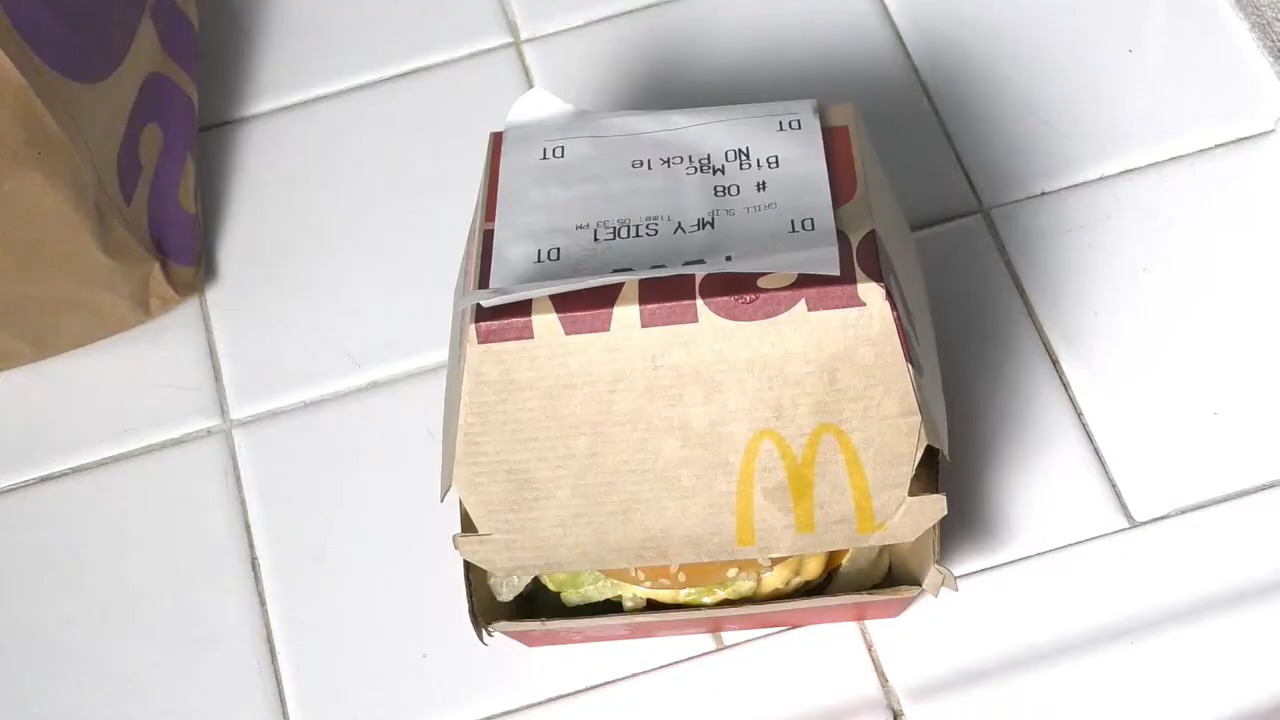 DT DT
MFY SIDE1
GRILL SLIP Time: 05:33 PM
# 08
Big Mac
NO Pickle
DT DT